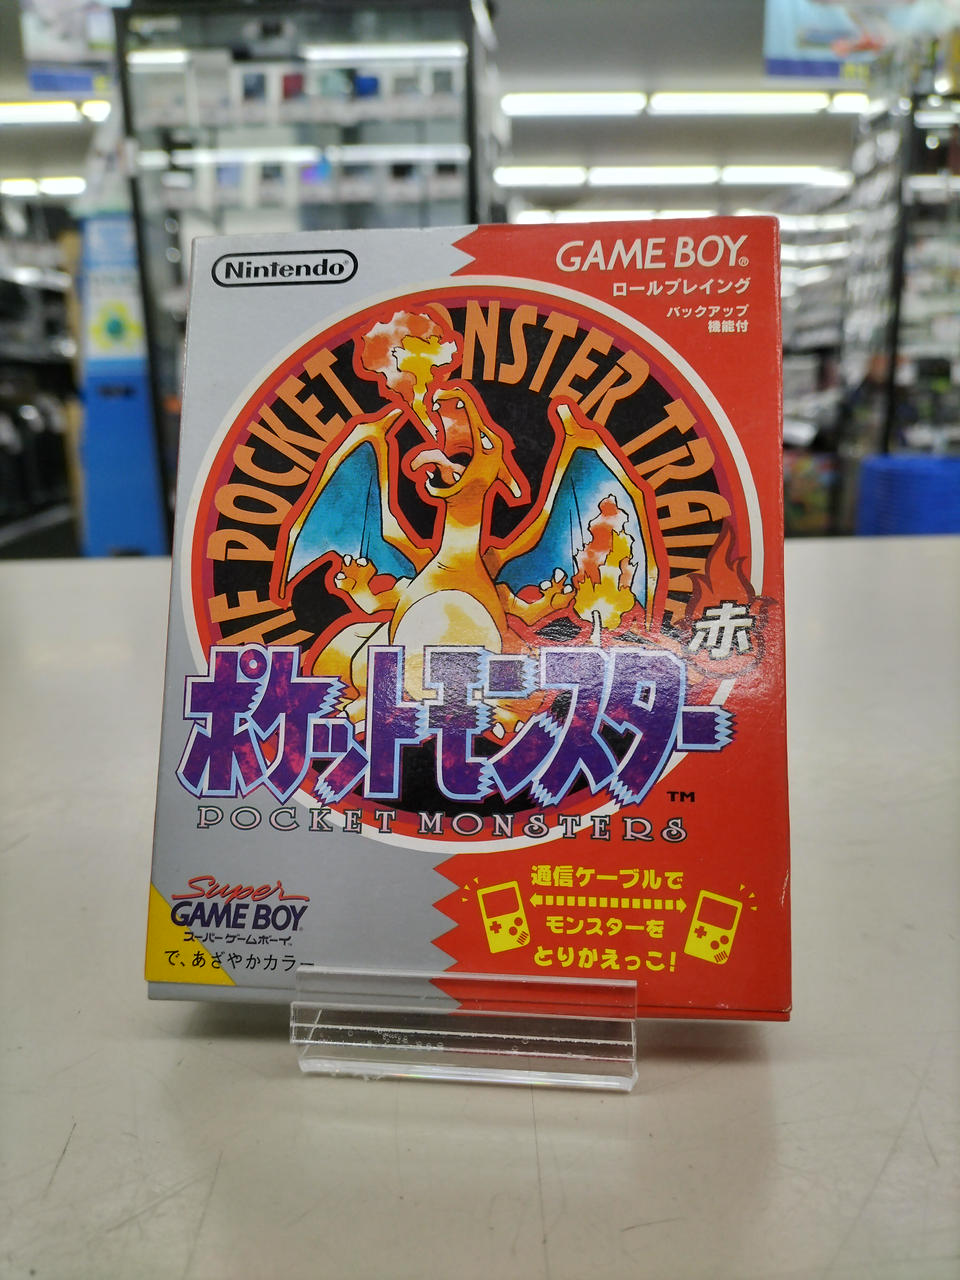 Nintendo®
GAME BOY®
ロールプレイング
バックアップ
機能付
POCKET MONSTER
赤
ポケットモンスター
TM
POCKET MONSTERS
通信ケーブルで
モンスターを
とりかえっこ!
Super
GAME BOY®
スーパーゲームボーイ
で、あざやかカラー